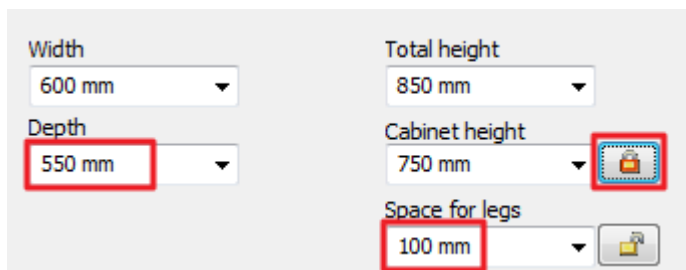 Width
Total height
600 mm
850 mm
Depth
Cabinet height
550 mm
750 mm
Space for legs
100 mm